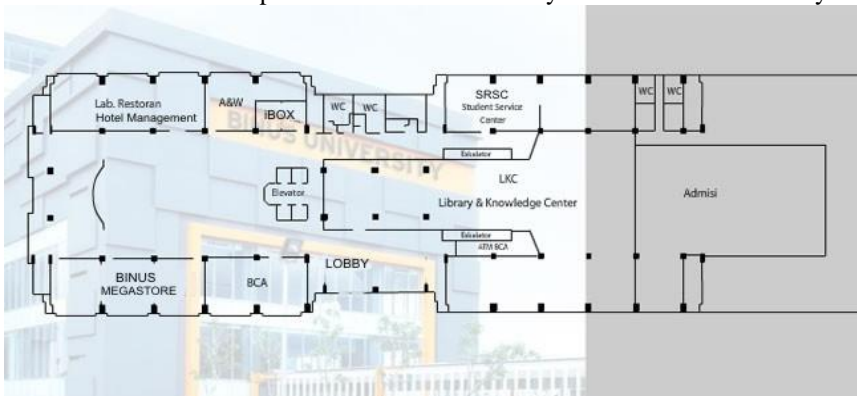 Lab. Restoran
Hotel Management
A&W
iBOX
WC
WC
SRSC
Student Service
Center
WC
WC
BINUS UNIVERSITY
Eskalator
LKC
Library & Knowledge Center
Elevator
Admisi
Eskalator
ATM BCA
LOBBY
BINUS
MEGASTORE
BCA